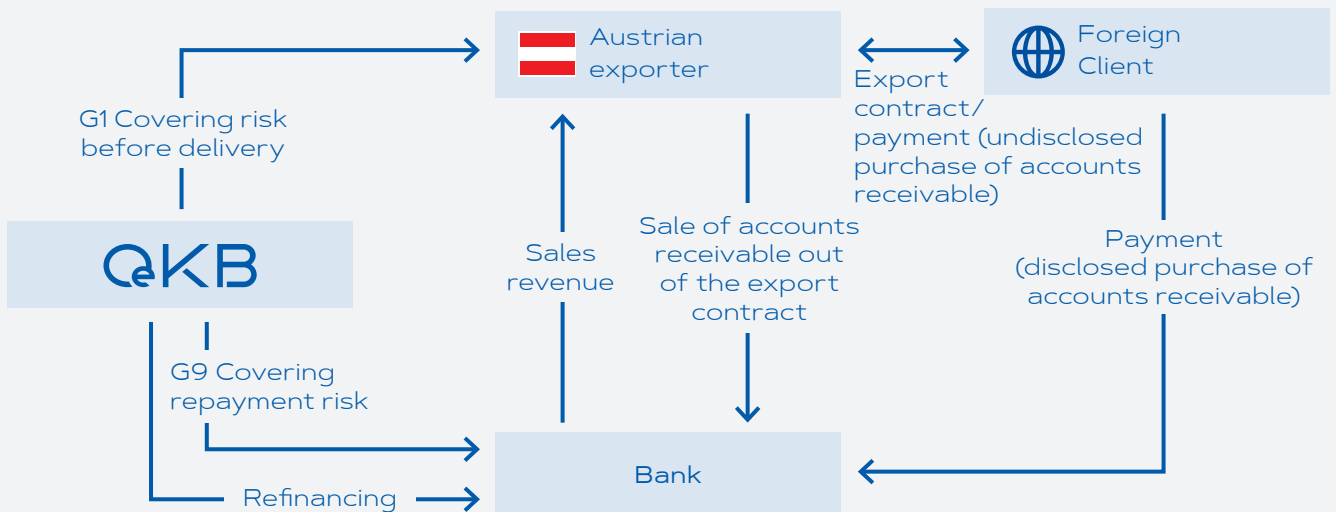 Austrian
exporter
Foreign
Client
Export
contract/
payment (undisclosed
purchase of accounts
receivable)
G1 Covering risk
before delivery
OeKB
Sales
revenue
Sale of accounts
receivable out
of the export
contract
Payment
(disclosed purchase of
accounts receivable)
G9 Covering
repayment risk
Bank
Refinancing